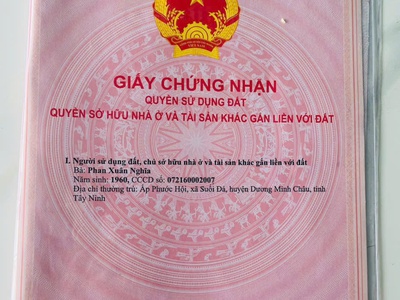 GIẤY CHỨNG NHẬN
QUYỀN SỬ DỤNG ĐẤT
QUYỀN SỞ HỮU NHÀ Ở VÀ TÀI SẢN KHÁC GẮN LIỀN VỚI ĐẤT
I. Người sử dụng đất, chủ sở hữu nhà ở và tài sản khác gắn liền với đất
Bà: Phan Xuân Nghĩa
Năm sinh: 1960, CCCD số: 072160002007
Địa chỉ thường trú: Ấp Phước Hội, xã Suối Đá, huyện Dương Minh Châu, tỉnh
Tây Ninh